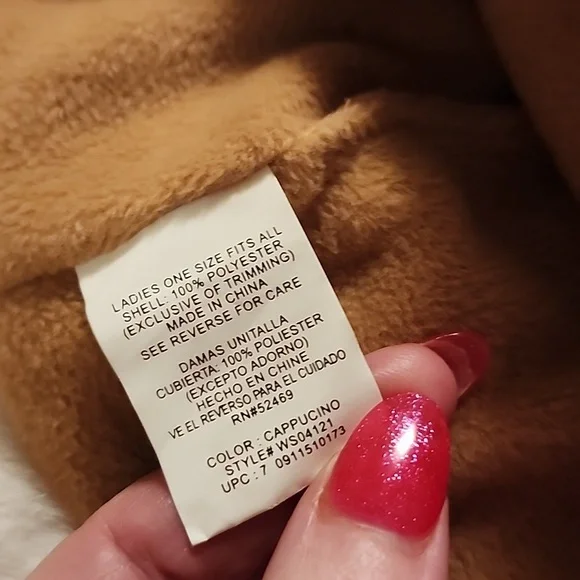 LADIES ONE SIZE FITS ALL
SHELL: 100% POLYESTER
(EXCLUSIVE OF TRIMMING)
MADE IN CHINA
SEE REVERSE FOR CARE
DAMAS UNITALLA
CUBIERTA: 100% POLIESTER
(EXCEPTO ADORNO)
HECHO EN CHINE
VE EL REVERSO PARA EL CUIDADO
RN#52469
COLOR : CAPPUCINO
STYLE# WS04121
UPC : 7 0911510173